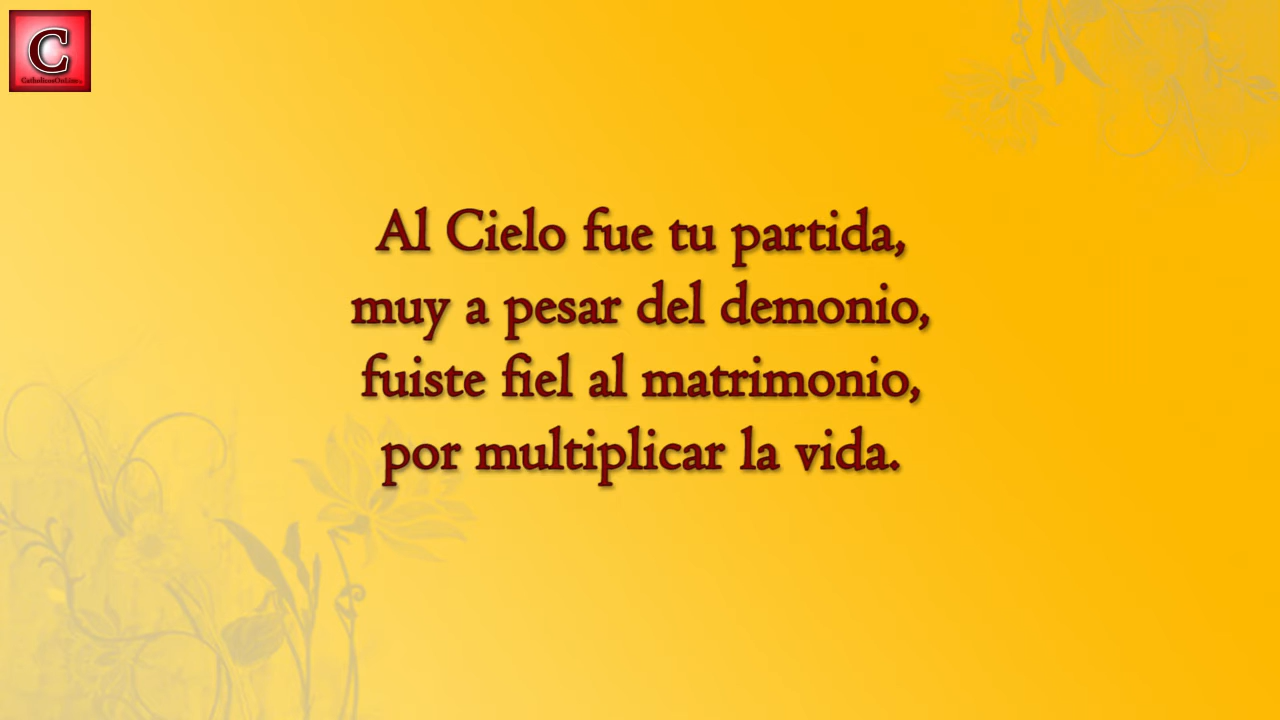 C
Al Cielo fue tu partida,
muy a pesar del demonio,
fuiste fiel al matrimonio,
por multiplicar la vida.